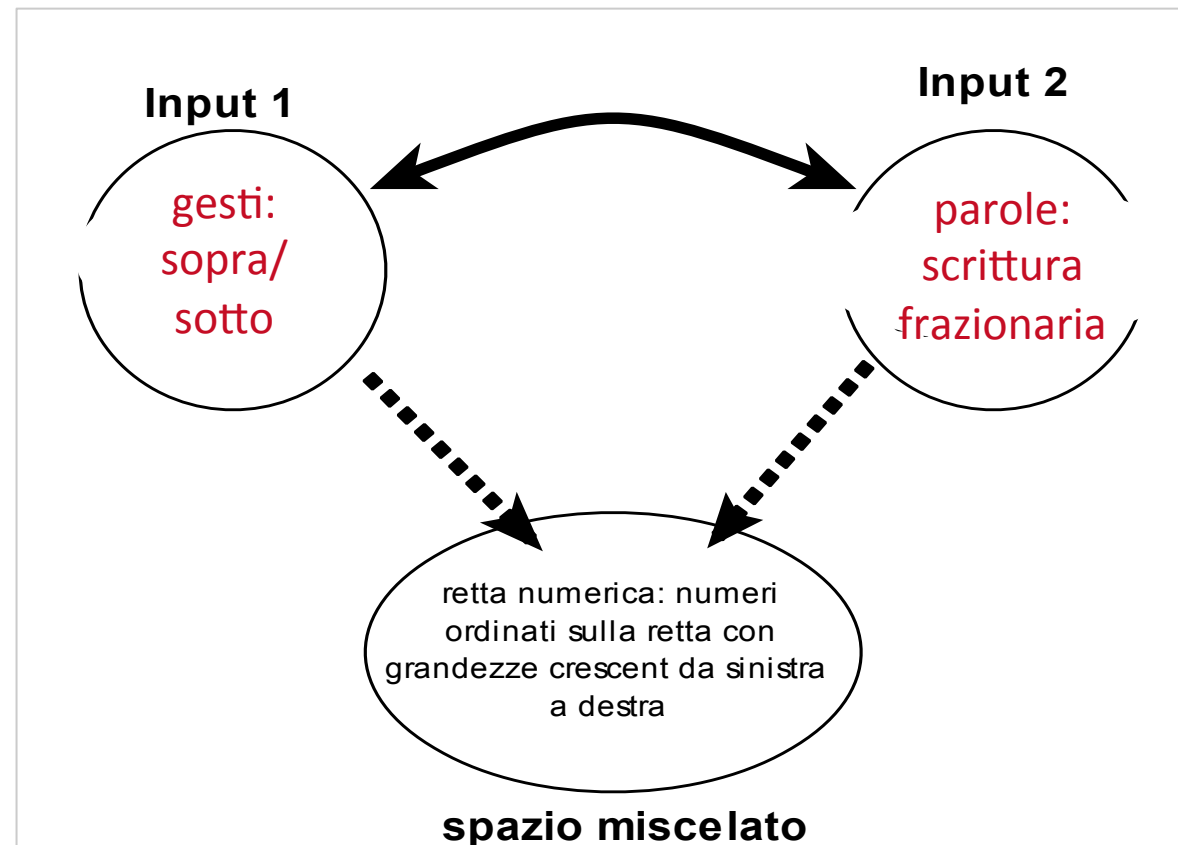 Input 1
gesti:
sopra/
sotto
Input 2
parole:
scrittura
frazionaria
retta numerica: numeri
ordinati sulla retta con
grandezze crescent da sinistra
a destra
spazio miscelato